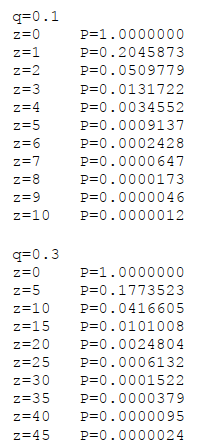 q=0.1
z=0 P=1.0000000
z=1 P=0.2045873
z=2 P=0.0509779
z=3 P=0.0131722
z=4 P=0.0034552
z=5 P=0.0009137
z=6 P=0.0002428
z=7 P=0.0000647
z=8 P=0.0000173
z=9 P=0.0000046
z=10 P=0.0000012
q=0.3
z=0 P=1.0000000
z=5 P=0.1773523
z=10 P=0.0416605
z=15 P=0.0101008
z=20 P=0.0024804
z=25 P=0.0006132
z=30 P=0.0001522
z=35 P=0.0000379
z=40 P=0.0000095
z=45 P=0.0000024